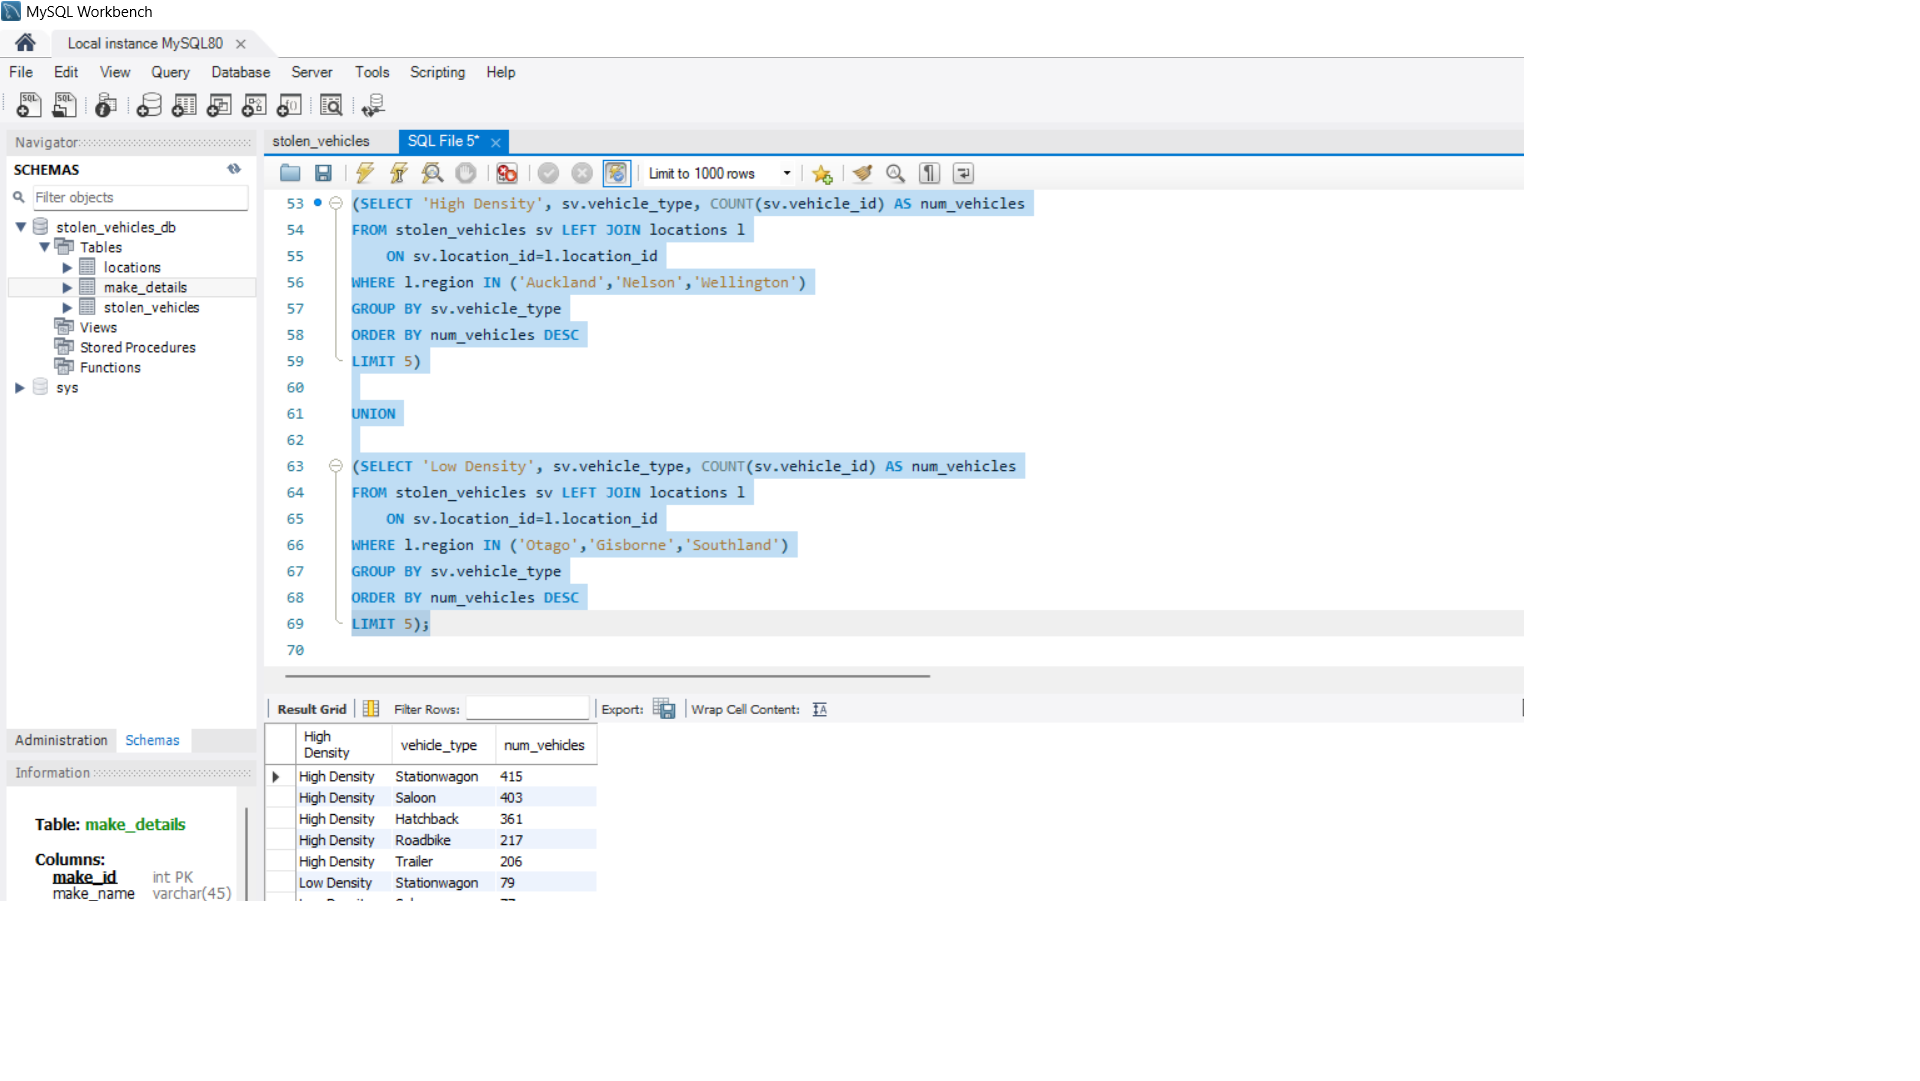 MySQL Workbench
Local instance MySQL80
File Edit View Query Database Server Tools Scripting Help
Navigator
SCHEMAS
Filter objects
stolen_vehicles_db
Tables
locations
make_details
stolen_vehicles
Views
Stored Procedures
Functions
sys
Administration Schemas
Information
Table: make_details
Columns:
make_id int PK
make_name varchar(45)
stolen_vehicles SQL File 5*
Limit to 1000 rows
53 (SELECT 'High Density', sv.vehicle_type, COUNT(sv.vehicle_id) AS num_vehicles
54 FROM stolen_vehicles sv LEFT JOIN locations l
55 ON sv.location_id=l.location_id
56 WHERE l.region IN ('Auckland','Nelson','Wellington')
57 GROUP BY sv.vehicle_type
58 ORDER BY num_vehicles DESC
59 LIMIT 5)
60
61 UNION
62
63 (SELECT 'Low Density', sv.vehicle_type, COUNT(sv.vehicle_id) AS num_vehicles
64 FROM stolen_vehicles sv LEFT JOIN locations l
65 ON sv.location_id=l.location_id
66 WHERE l.region IN ('Otago','Gisborne','Southland')
67 GROUP BY sv.vehicle_type
68 ORDER BY num_vehicles DESC
69 LIMIT 5);
70
Result Grid Filter Rows: Export: Wrap Cell Content:
High Density vehicle_type num_vehicles
High Density Stationwagon 415
High Density Saloon 403
High Density Hatchback 361
High Density Roadbike 217
High Density Trailer 206
Low Density Stationwagon 79